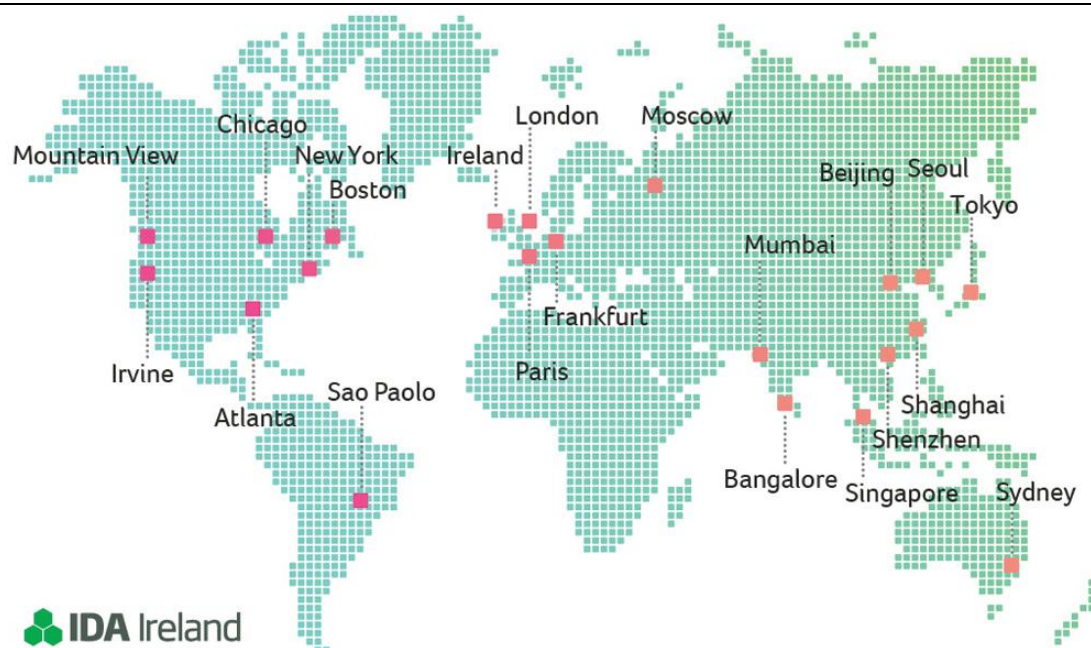 London
Moscow
Chicago
Mountain View
New York
Ireland
Boston
Beijing
Seoul
Tokyo
Mumbai
Frankfurt
Irvine
Paris
Sao Paolo
Atlanta
Shanghai
Shenzhen
Bangalore
Singapore
Sydney
IDA Ireland